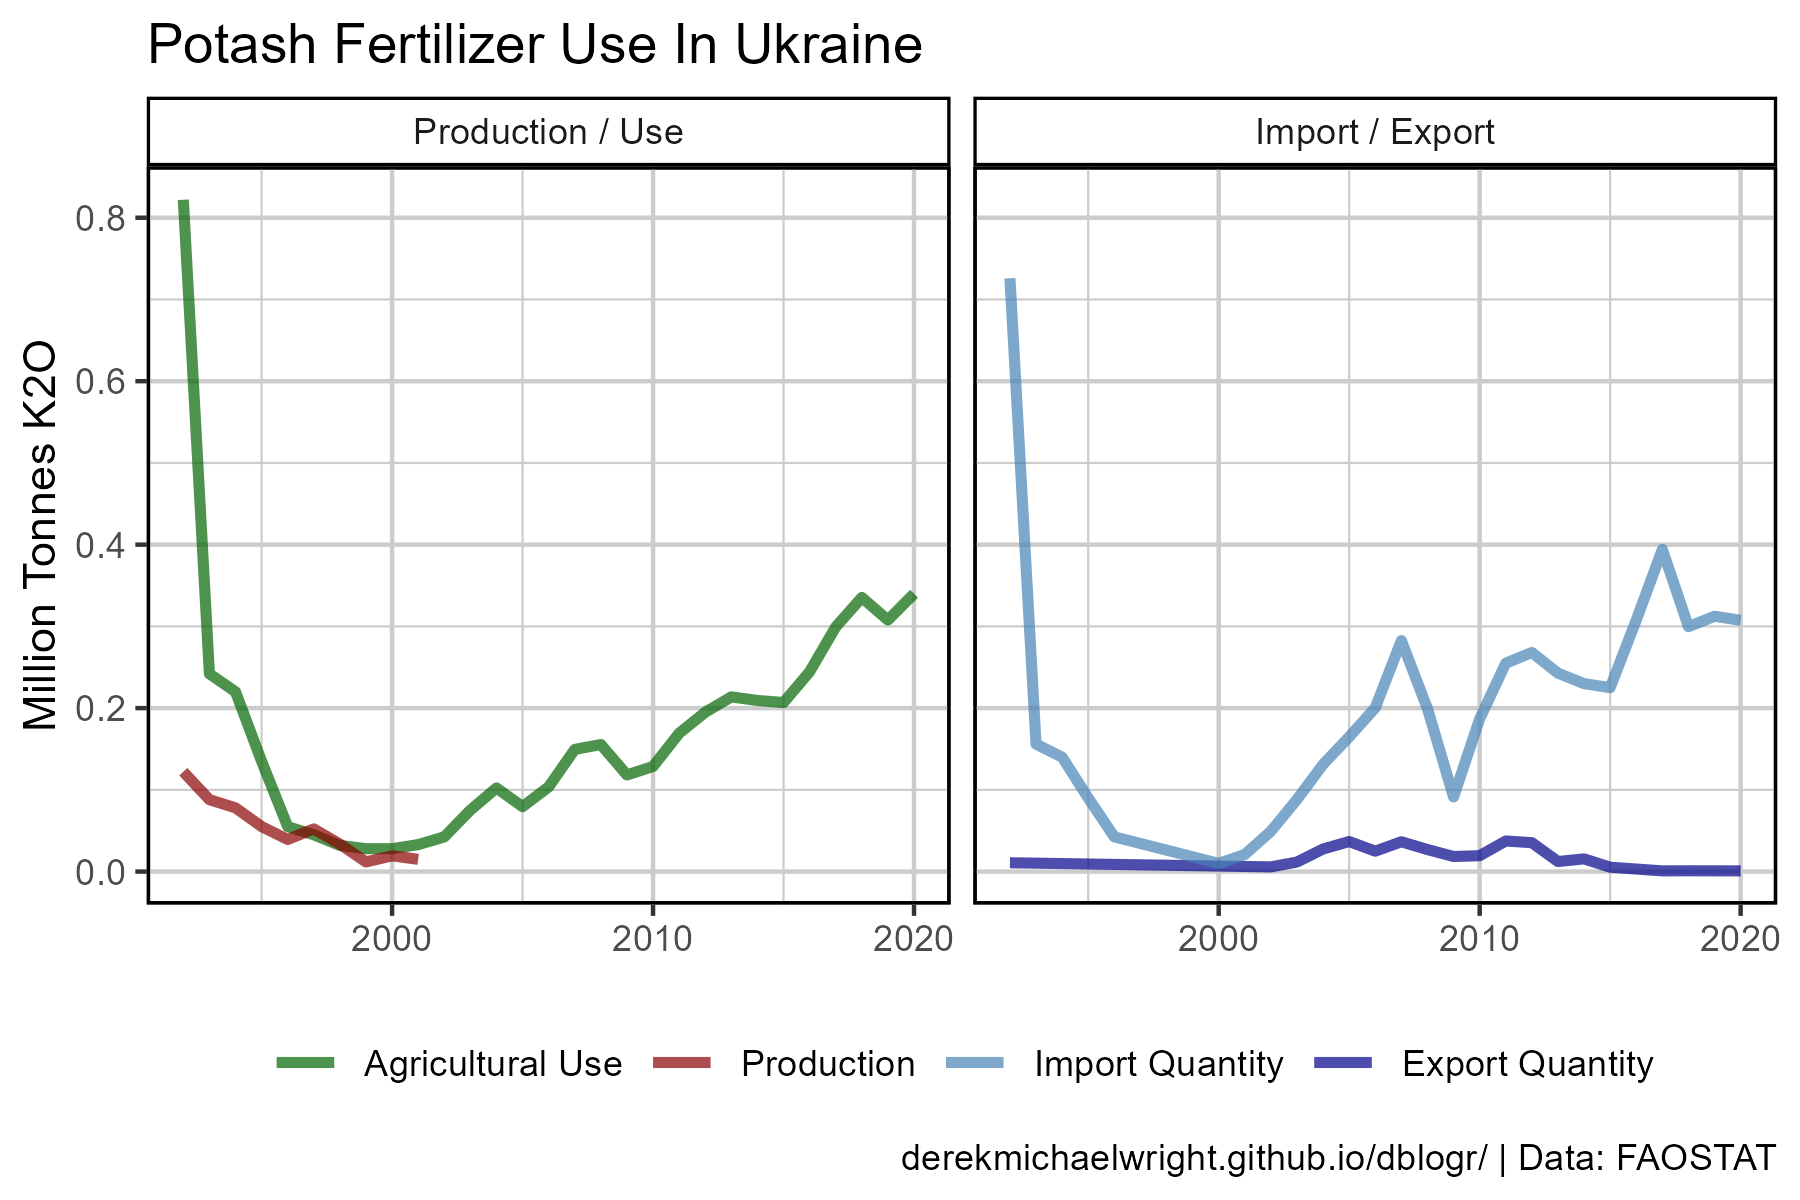 Potash Fertilizer Use In Ukraine
Production / Use
Import / Export
Million Tonnes K2O
0.8
0.6
0.4
0.2
0.0
2000
2010
2020
2000
2010
2020
Agricultural Use
Production
Import Quantity
Export Quantity
derekmichaelwright.github.io/dblogr/ | Data: FAOSTAT